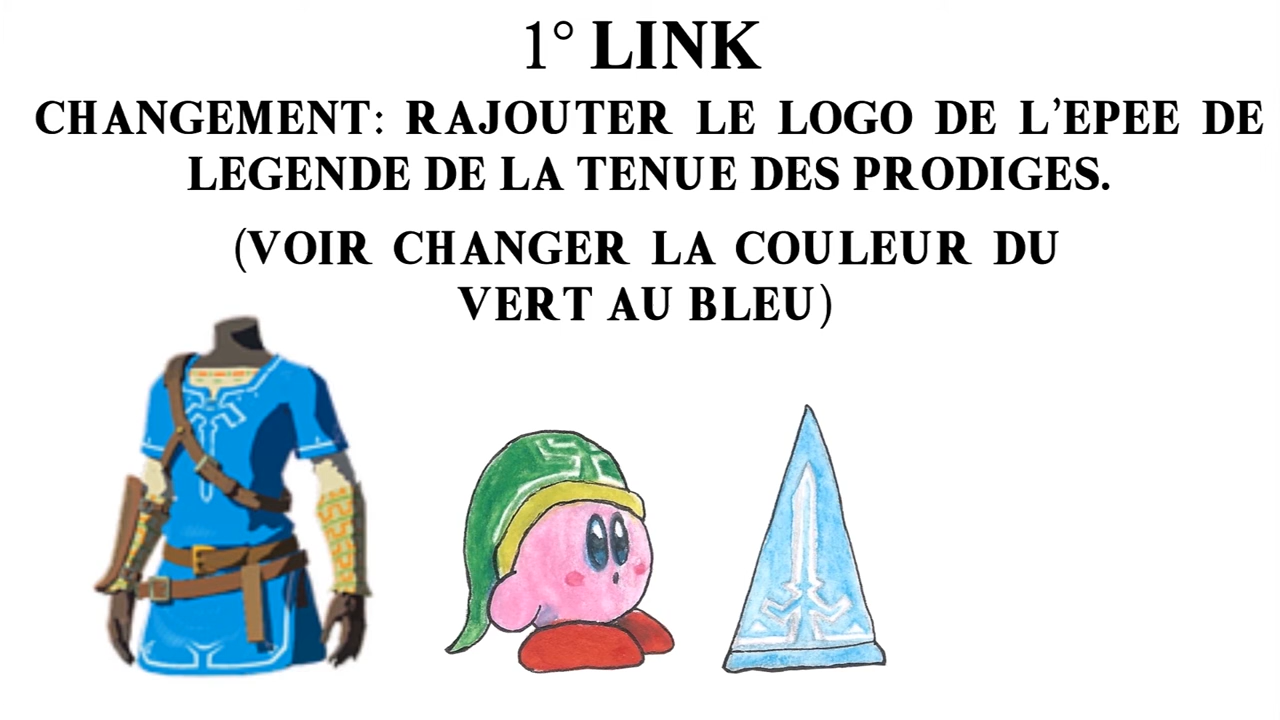 1° LINK
CHANGEMENT: RAJOUTER LE LOGO DE L'EPEE DE
LEGENDE DE LA TENUE DES PRODIGES.
(VOIR CHANGER LA COULEUR DU
VERT AU BLEU)